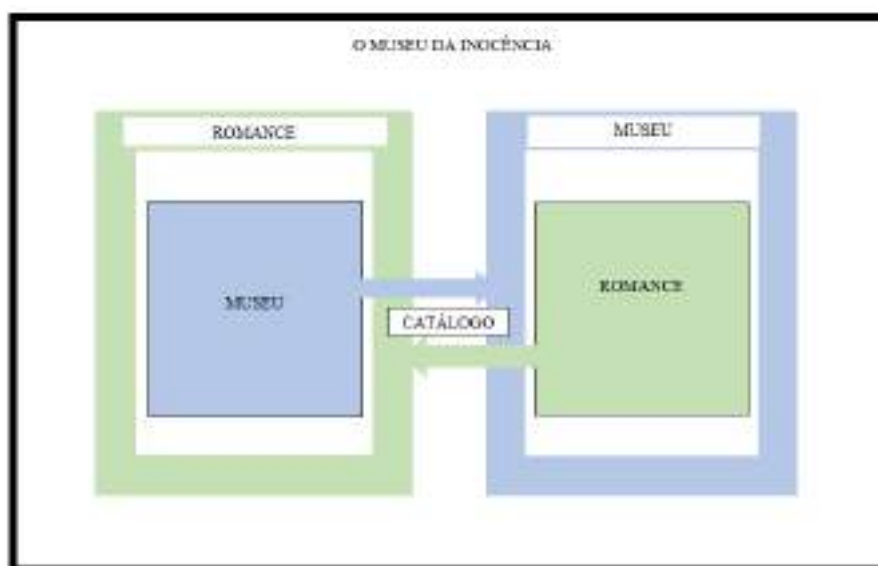 O MUSEU DA INOCÊNCIA
ROMANCE
MUSEU
MUSEU
ROMANCE
CATÁLOGO